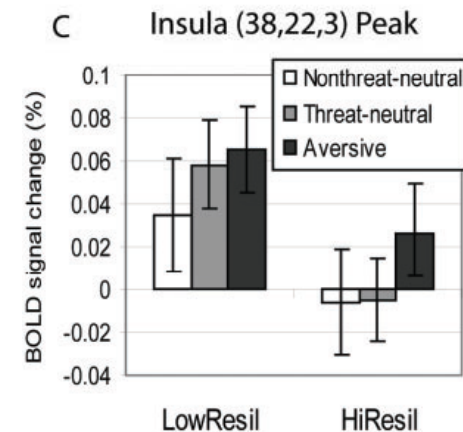 C Insula (38,22,3) Peak
BOLD signal change (%)
0.1
0.08
0.06
0.04
0.02
0
-0.02
-0.04
Nonthreat-neutral
Threat-neutral
Aversive
LowResil HiResil